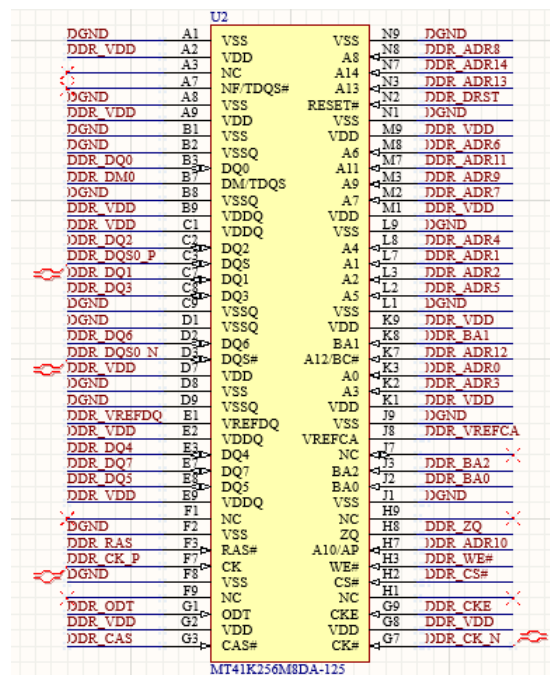 U2
DGND A1 VSS VSS N9 DGND
DDR_VDD A2 VDD A8 N8 DDR_ADR8
A3 NC A14 N7 DDR_ADR14
A7 NF/TDQS# A13 N3 DDR_ADR13
DGND A8 VSS RESET# N2 DDR_DRST
DDR_VDD A9 VDD VSS N1 DGND
DGND B1 VSS VDD M9 DDR_VDD
DGND B2 VSSQ A6 M8 DDR_ADR6
DDR_DQ0 B3 DQ0 A11 M7 DDR_ADR11
DDR_DM0 B7 DM/TDQS A9 M3 DDR_ADR9
DGND B8 VSSQ A7 M2 DDR_ADR7
DDR_VDD B9 VDDQ VDD M1 DDR_VDD
DDR_VDD C1 VDDQ VSS L9 DGND
DDR_DQ2 C2 DQ2 A4 L8 DDR_ADR4
DDR_DQS0_P C3 DQS A1 L7 DDR_ADR1
DDR_DQ1 C7 DQ1 A2 L3 DDR_ADR2
DDR_DQ3 C8 DQ3 A5 L2 DDR_ADR5
DGND C9 VSSQ VSS L1 DGND
DGND D1 VSSQ VDD K9 DDR_VDD
DDR_DQ6 D2 DQ6 BA1 K8 DDR_BA1
DDR_DQS0_N D3 DQS# A12/BC# K7 DDR_ADR12
DDR_VDD D7 VDD A0 K3 DDR_ADR0
DGND D8 VSS A3 K2 DDR_ADR3
DGND D9 VSSQ VDD K1 DDR_VDD
DDR_VREFDQ E1 VREFDQ VSS J9 DGND
DDR_VDD E2 VDDQ VREFCA J8 DDR_VREFCA
DDR_DQ4 E3 DQ4 NC J7
DDR_DQ7 E7 DQ7 BA2 J3 DDR_BA2
DDR_DQ5 E8 DQ5 BA0 J2 DDR_BA0
DDR_VDD E9 VDDQ VSS J1 DGND
F1 NC NC H9
DGND F2 VSS ZQ H8 DDR_ZQ
DDR_RAS F3 RAS# A10/AP H7 DDR_ADR10
DDR_CK_P F7 CK WE# H3 DDR_WE#
DGND F8 VSS CS# H2 DDR_CS#
F9 NC NC H1
DDR_ODT G1 ODT CKE G9 DDR_CKE
DDR_VDD G2 VDD VDD G8 DDR_VDD
DDR_CAS G3 CAS# CK# G7 DDR_CK_N
MT41K256M8DA-125